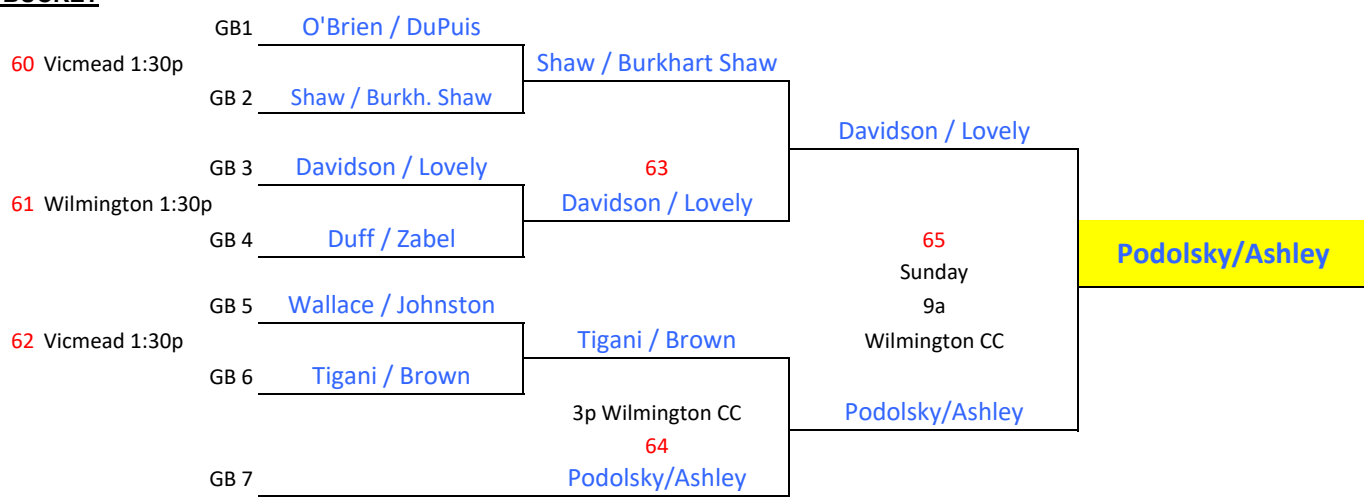 GB1 O'Brien / DuPuis
60 Vicmead 1:30p Shaw / Burkhart Shaw
GB 2 Shaw / Burkh. Shaw
Davidson / Lovely
GB 3 Davidson / Lovely 63
61 Wilmington 1:30p Davidson / Lovely
GB 4 Duff / Zabel 65
Podolsky/Ashley
Sunday
GB 5 Wallace / Johnston 9a
62 Vicmead 1:30p Tigani / Brown Wilmington CC
GB 6 Tigani / Brown
3p Wilmington CC Podolsky/Ashley
64
GB 7 Podolsky/Ashley